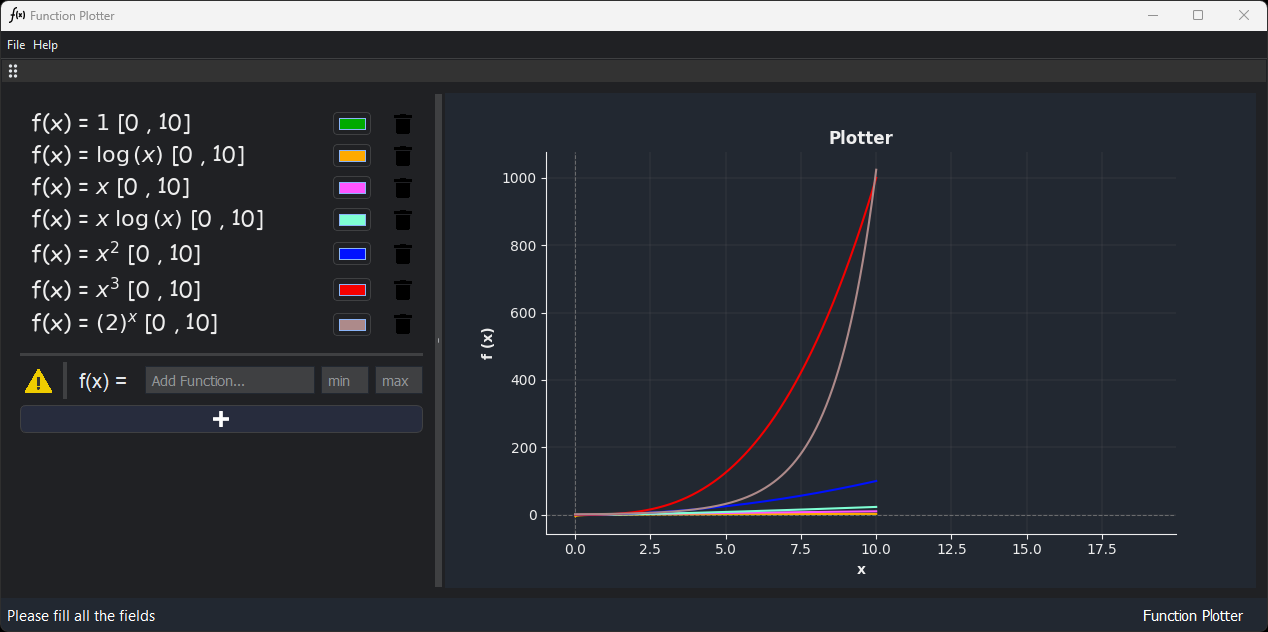 f(x) Function Plotter
File Help
f(x) = 1 [0 , 10]
f(x) = log (x) [0 , 10]
f(x) = x [0 , 10]
f(x) = x log (x) [0 , 10]
f(x) = x² [0 , 10]
f(x) = x³ [0 , 10]
f(x) = (2)ˣ [0 , 10]
f(x) = Add Function... min max
+
Plotter
1000
800
600
400
200
0
f (x)
0.0 2.5 5.0 7.5 10.0 12.5 15.0 17.5
x
Please fill all the fields
Function Plotter